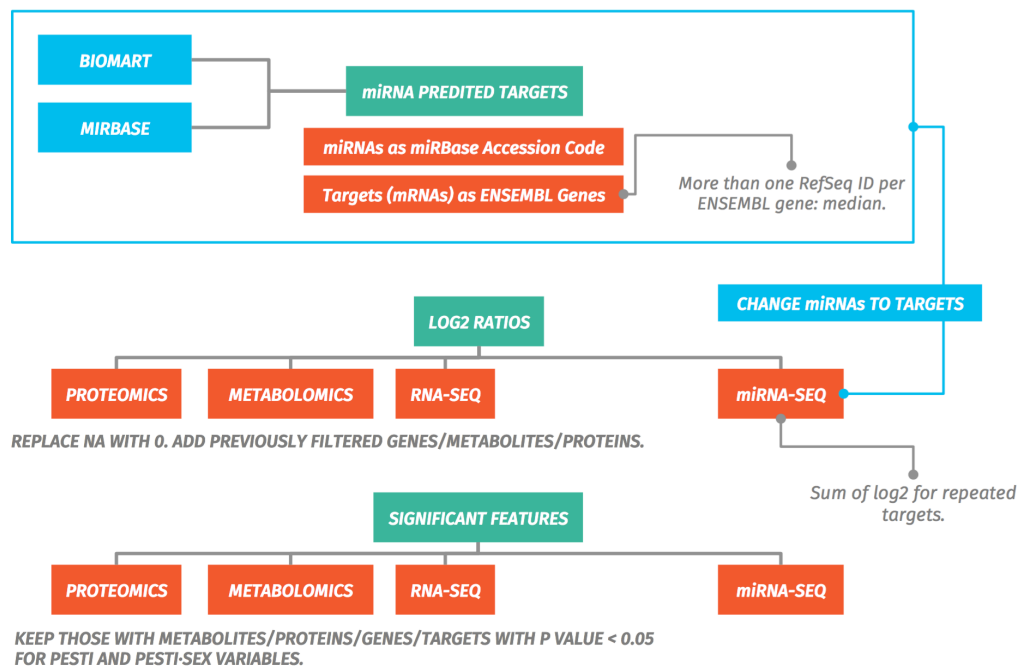 BIOMART
MIRBASE
miRNA PREDITED TARGETS
miRNAs as miRBase Accession Code
Targets (mRNAs) as ENSEMBL Genes
More than one RefSeq ID per
ENSEMBL gene: median.
CHANGE miRNAs TO TARGETS
LOG2 RATIOS
PROTEOMICS
METABOLOMICS
RNA-SEQ
miRNA-SEQ
REPLACE NA WITH 0. ADD PREVIOUSLY FILTERED GENES/METABOLITES/PROTEINS.
Sum of log2 for repeated
targets.
SIGNIFICANT FEATURES
PROTEOMICS
METABOLOMICS
RNA-SEQ
miRNA-SEQ
KEEP THOSE WITH METABOLITES/PROTEINS/GENES/TARGETS WITH P VALUE < 0.05
FOR PESTI AND PESTI·SEX VARIABLES.